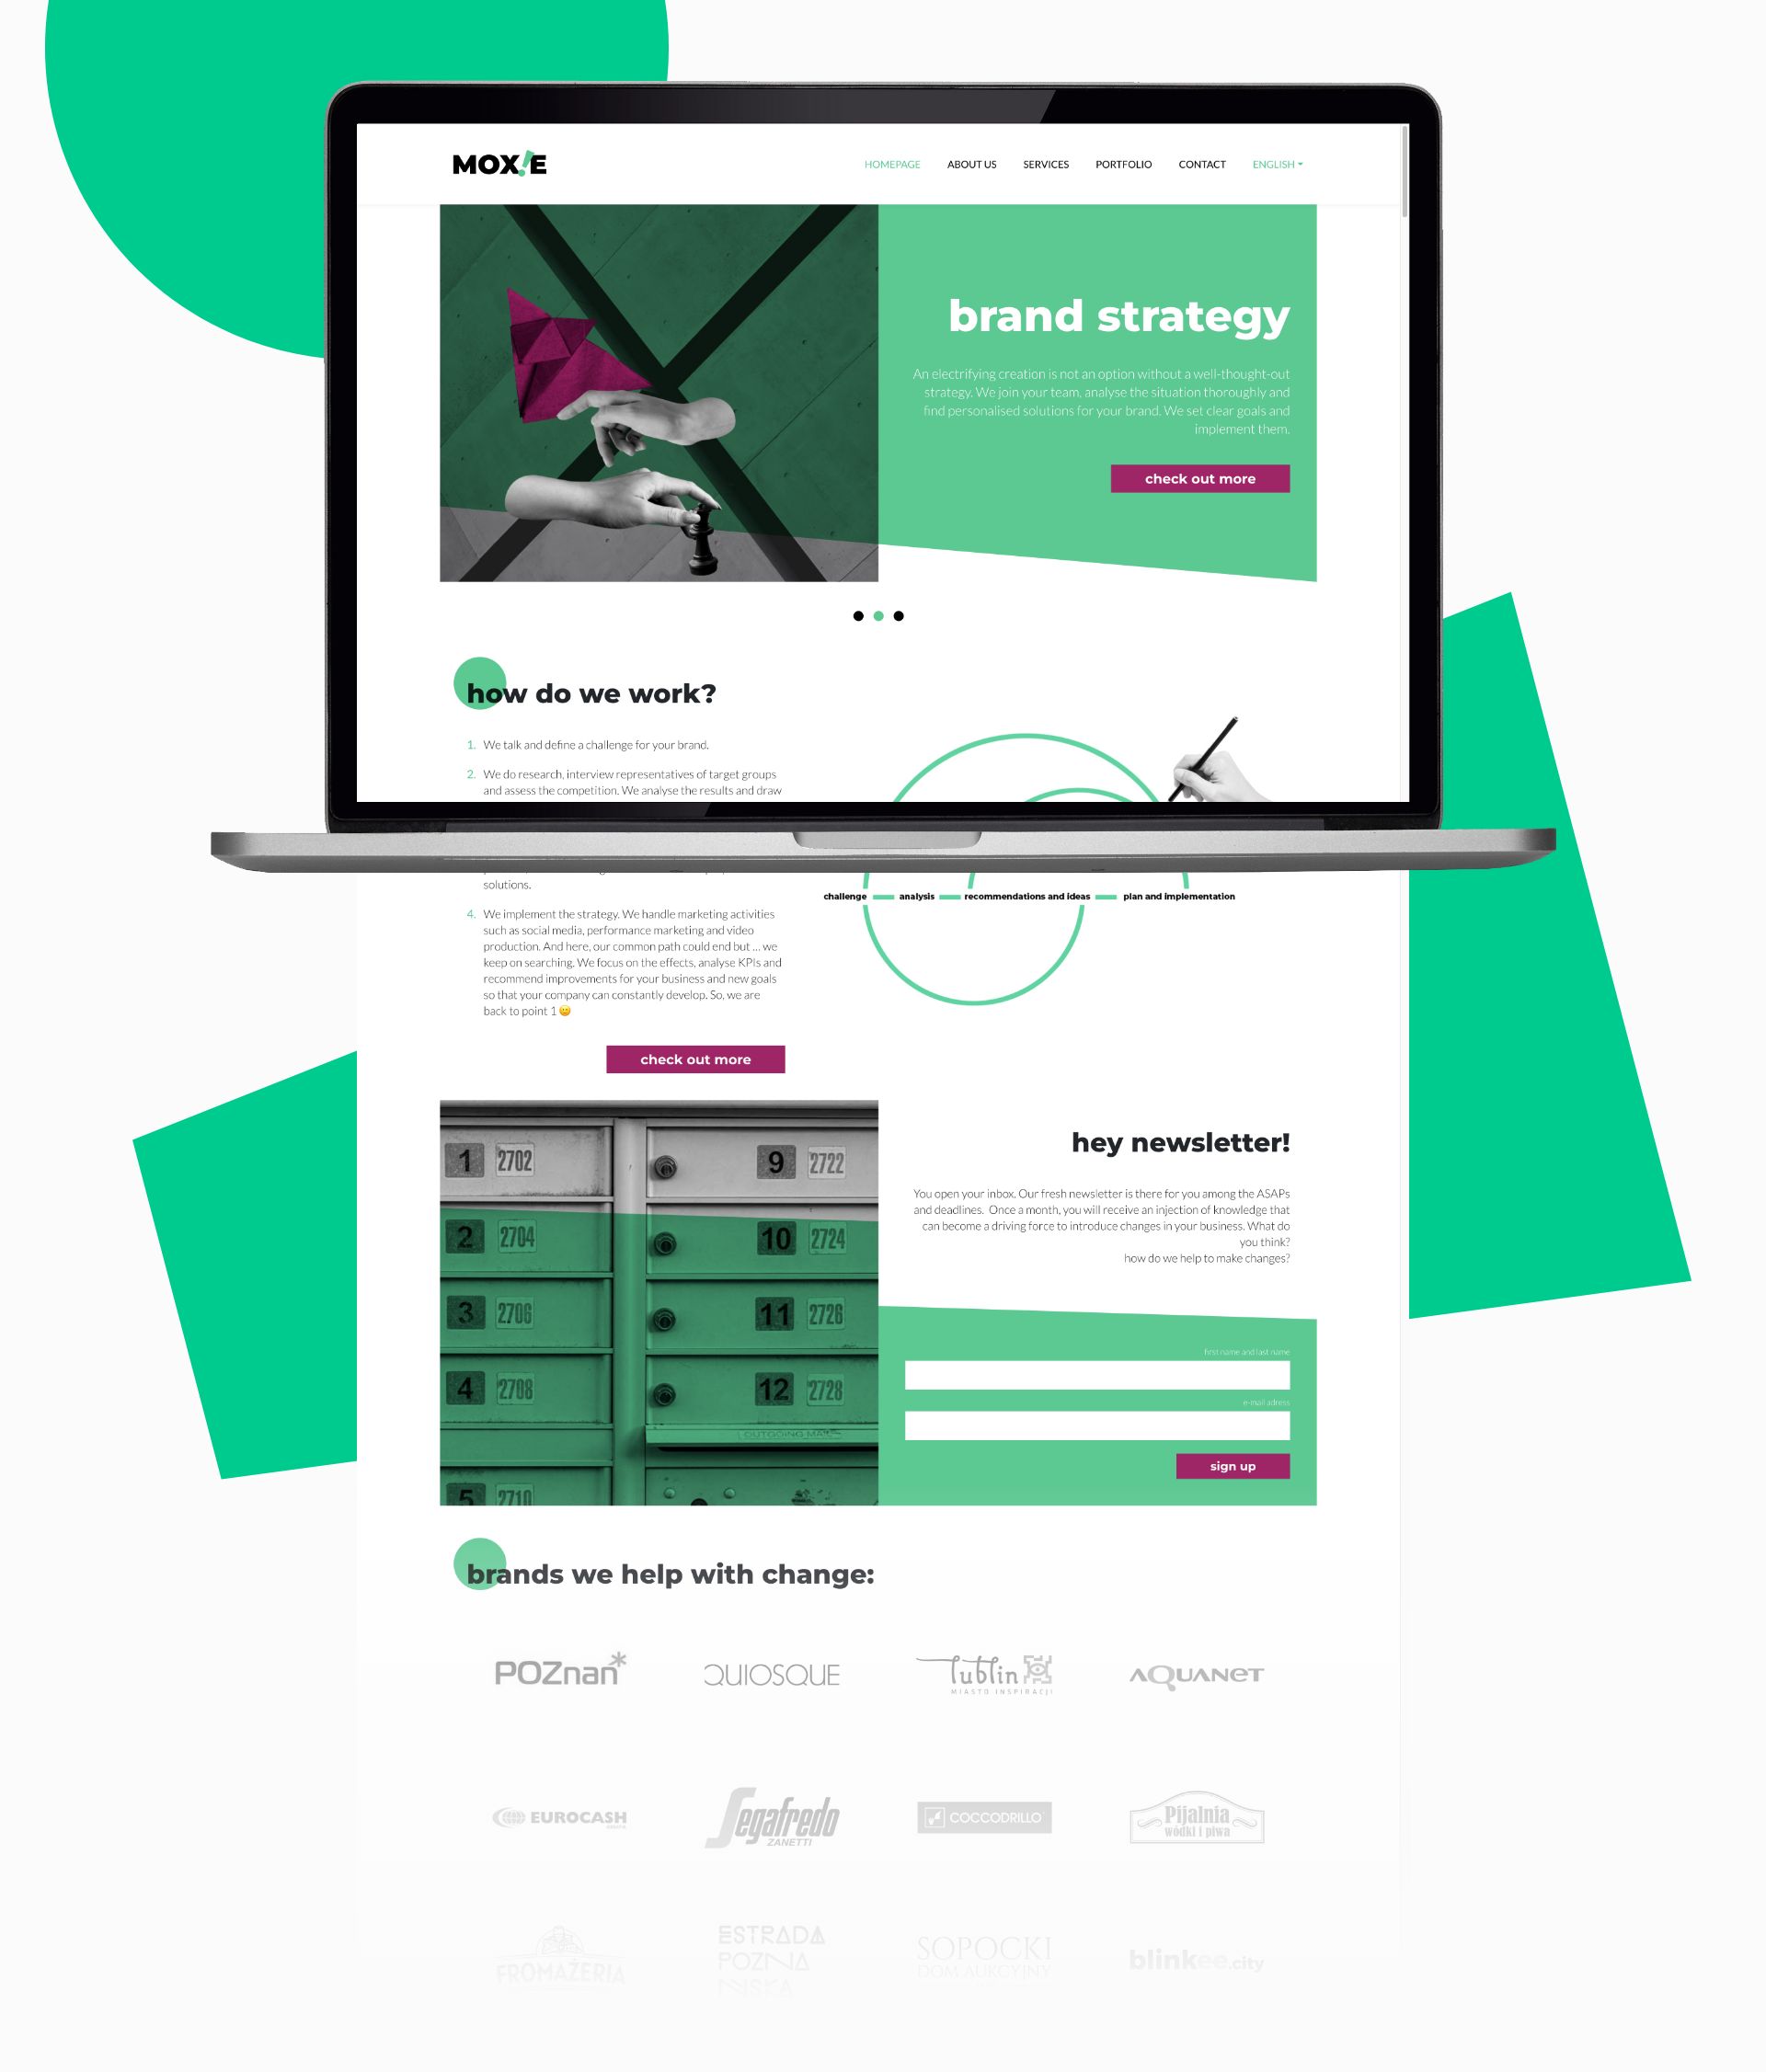 MOX!E
HOMEPAGE ABOUT US SERVICES PORTFOLIO CONTACT ENGLISH
brand strategy
An electrifying creation is not an option without a well-thought-out
strategy. We join your team, analyse the situation thoroughly and
find personalised solutions for your brand. We set clear goals and
implement them.
check out more
how do we work?
1. We talk and define a challenge for your brand.
2. We do research, interview representatives of target groups
and assess the competition. We analyse the results and draw
solutions.
4. We implement the strategy. We handle marketing activities
such as social media, performance marketing and video
production. And here, our common path could end but ... we
keep on searching. We focus on the effects, analyse KPIs and
recommend improvements for your business and new goals
so that your company can constantly develop. So, we are
back to point 1 🙂
challenge analysis recommendations and ideas plan and implementation
check out more
1 2702 9 2722
2 2704 10 2724
3 2706 11 2726
4 2708 12 2728
OUTGOING MAIL
5 2710
hey newsletter!
You open your inbox. Our fresh newsletter is there for you among the ASAPs
and deadlines. Once a month, you will receive an injection of knowledge that
can become a driving force to introduce changes in your business. What do
you think?
how do we help to make changes?
first name and last name
e-mail adress
sign up
brands we help with change:
POZnan*
QUIOSQUE
lublin
MIASTO INSPIRACJI
AQUANET
EUROCASH
Segafredo
ZANETTI
COCCODRILLO
Pijalnia
wódki i piwa
FROMAŻERIA
ESTRADA
POZNA
ŃSKA
SOPOCKI
DOM AUKCYJNY
blinkee.city